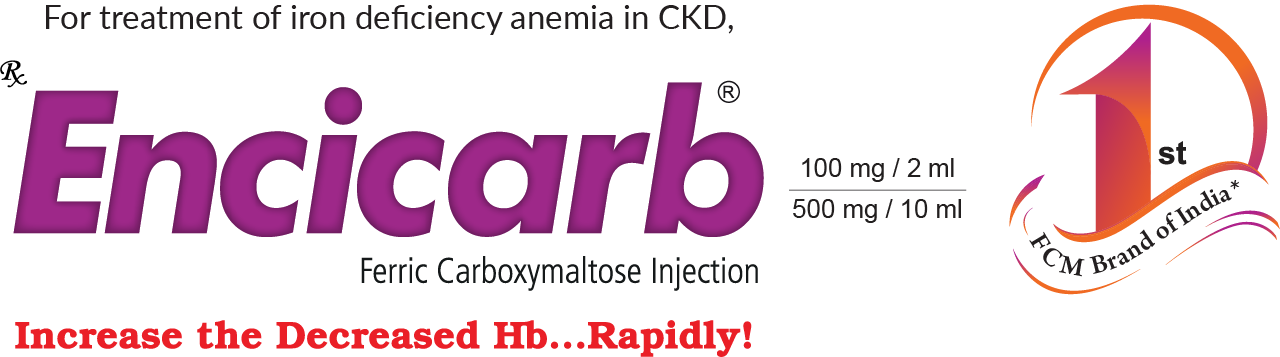 For treatment of iron deficiency anemia in CKD,
Rx
Encicarb®
100 mg / 2 ml
500 mg / 10 ml
Ferric Carboxymaltose Injection
Increase the Decreased Hb...Rapidly!
1st
FCM Brand of India*